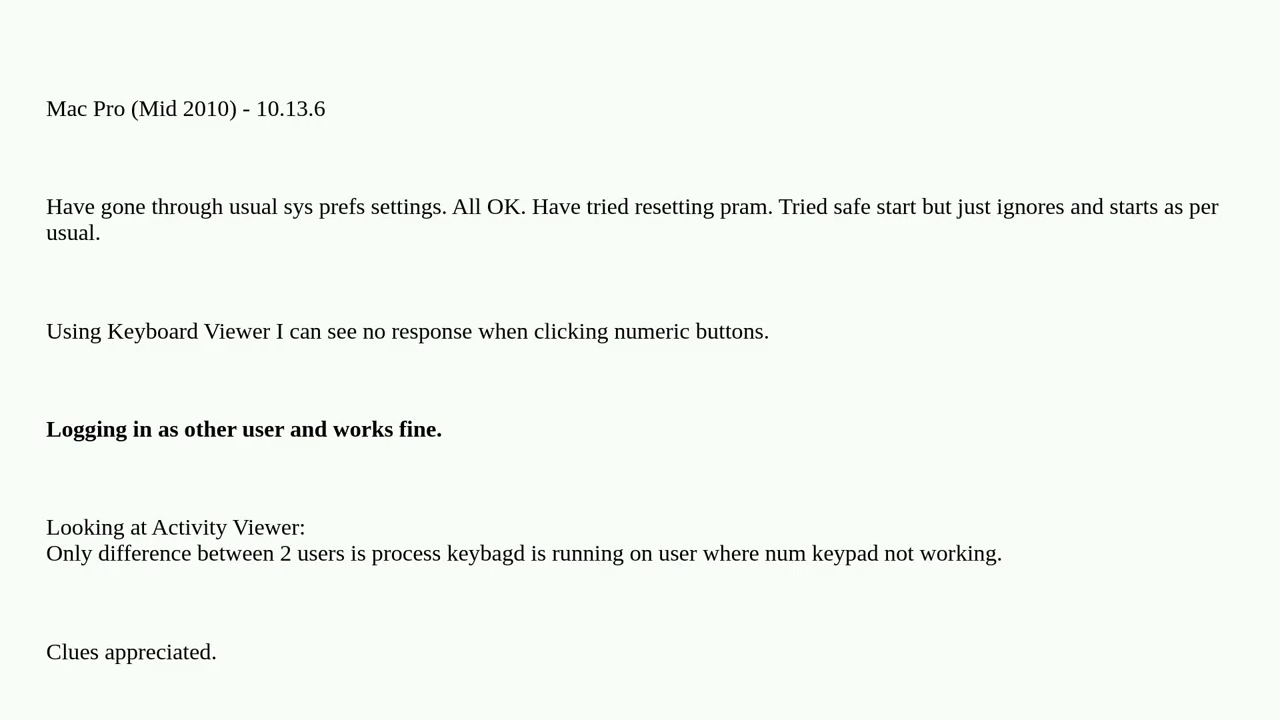 Mac Pro (Mid 2010) - 10.13.6
Have gone through usual sys prefs settings. All OK. Have tried resetting pram. Tried safe start but just ignores and starts as per
usual.
Using Keyboard Viewer I can see no response when clicking numeric buttons.
Logging in as other user and works fine.
Looking at Activity Viewer:
Only difference between 2 users is process keybagd is running on user where num keypad not working.
Clues appreciated.